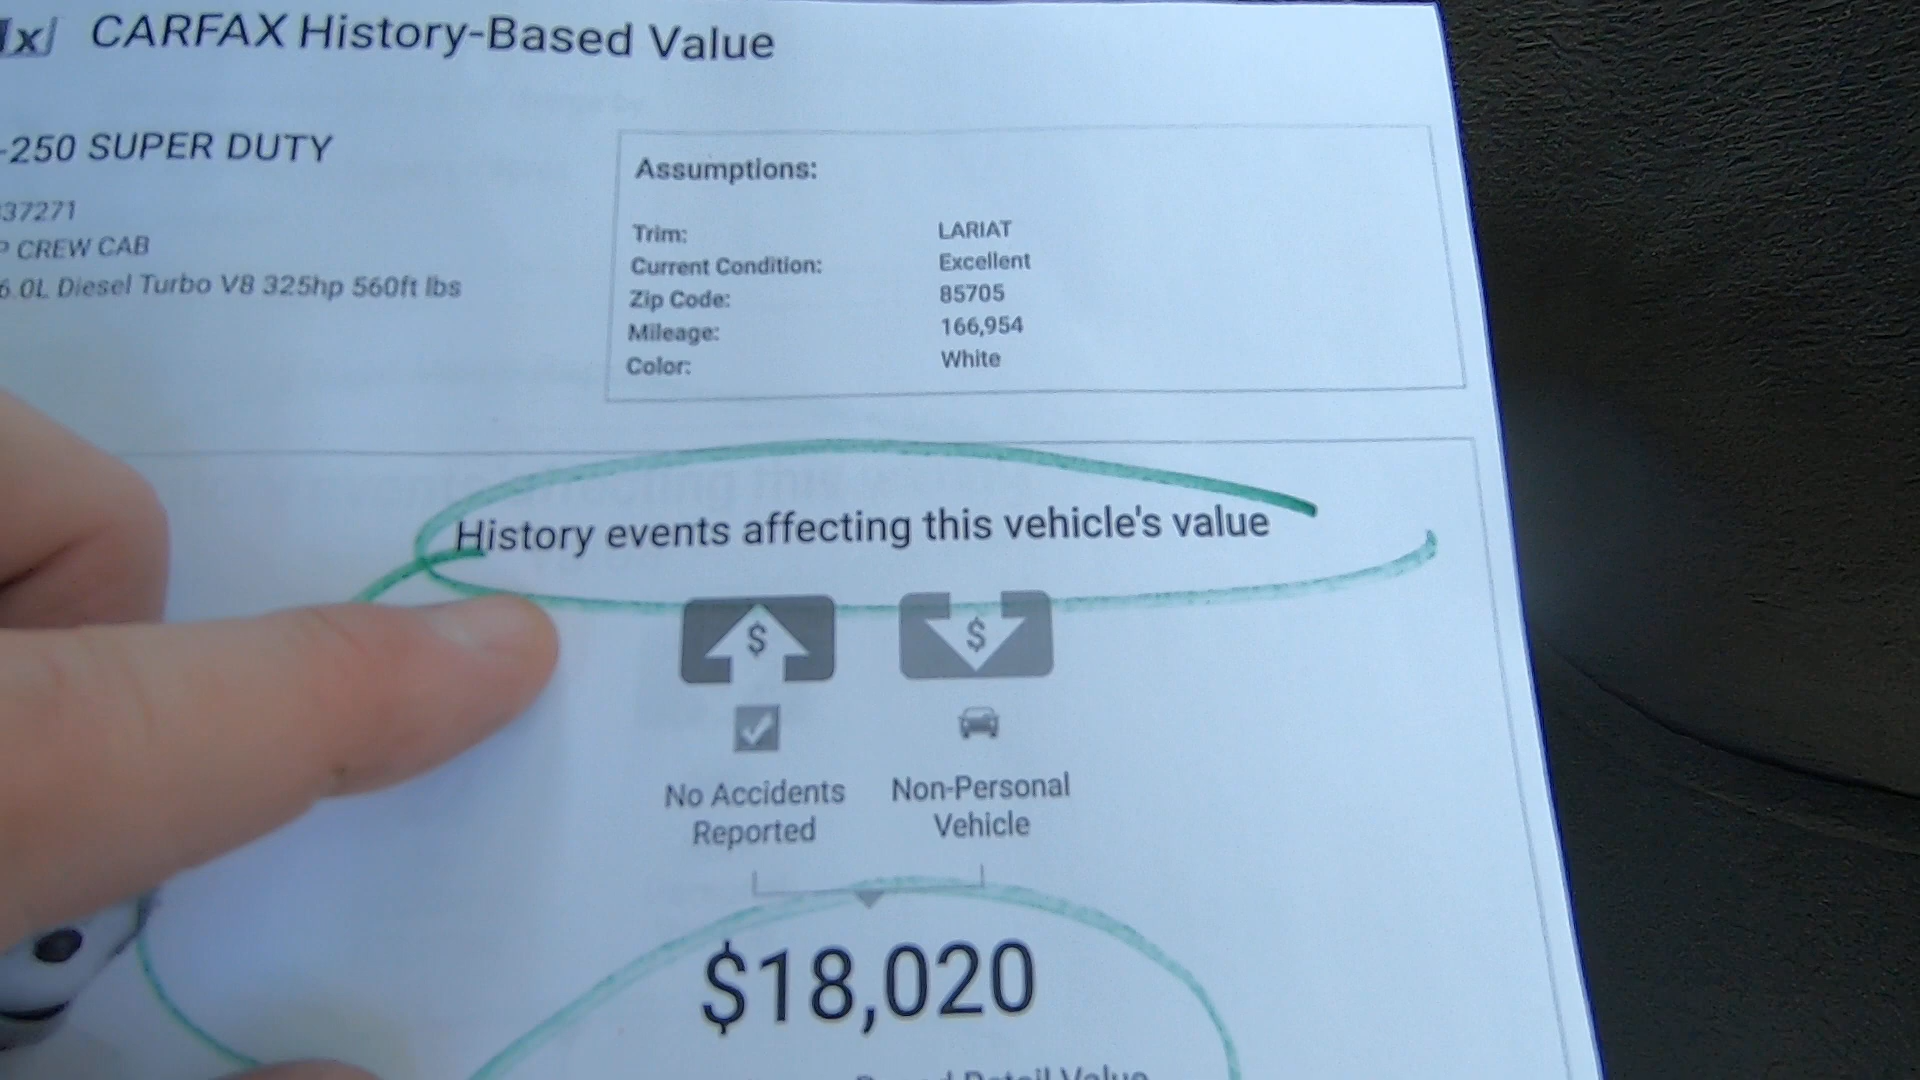 CARFAX History-Based Value
-250 SUPER DUTY
37271
CREW CAB
6.0L Diesel Turbo V8 325hp 560ft lbs
Assumptions:
Trim: LARIAT
Current Condition: Excellent
Zip Code: 85705
Mileage: 166,954
Color: White
History events affecting this vehicle's value
$ $
No Accidents Reported
Non-Personal Vehicle
$18,020
Retail Value